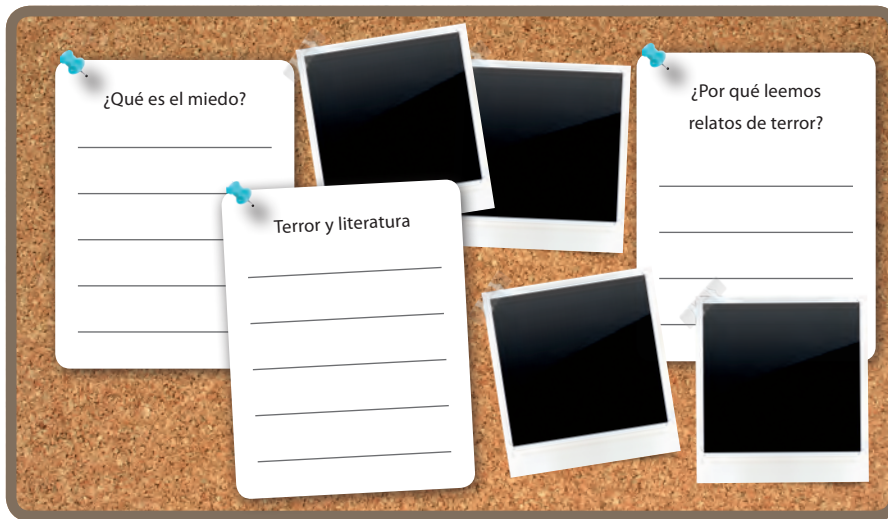 ¿Qué es el miedo?
Terror y literatura
¿Por qué leemos
relatos de terror?